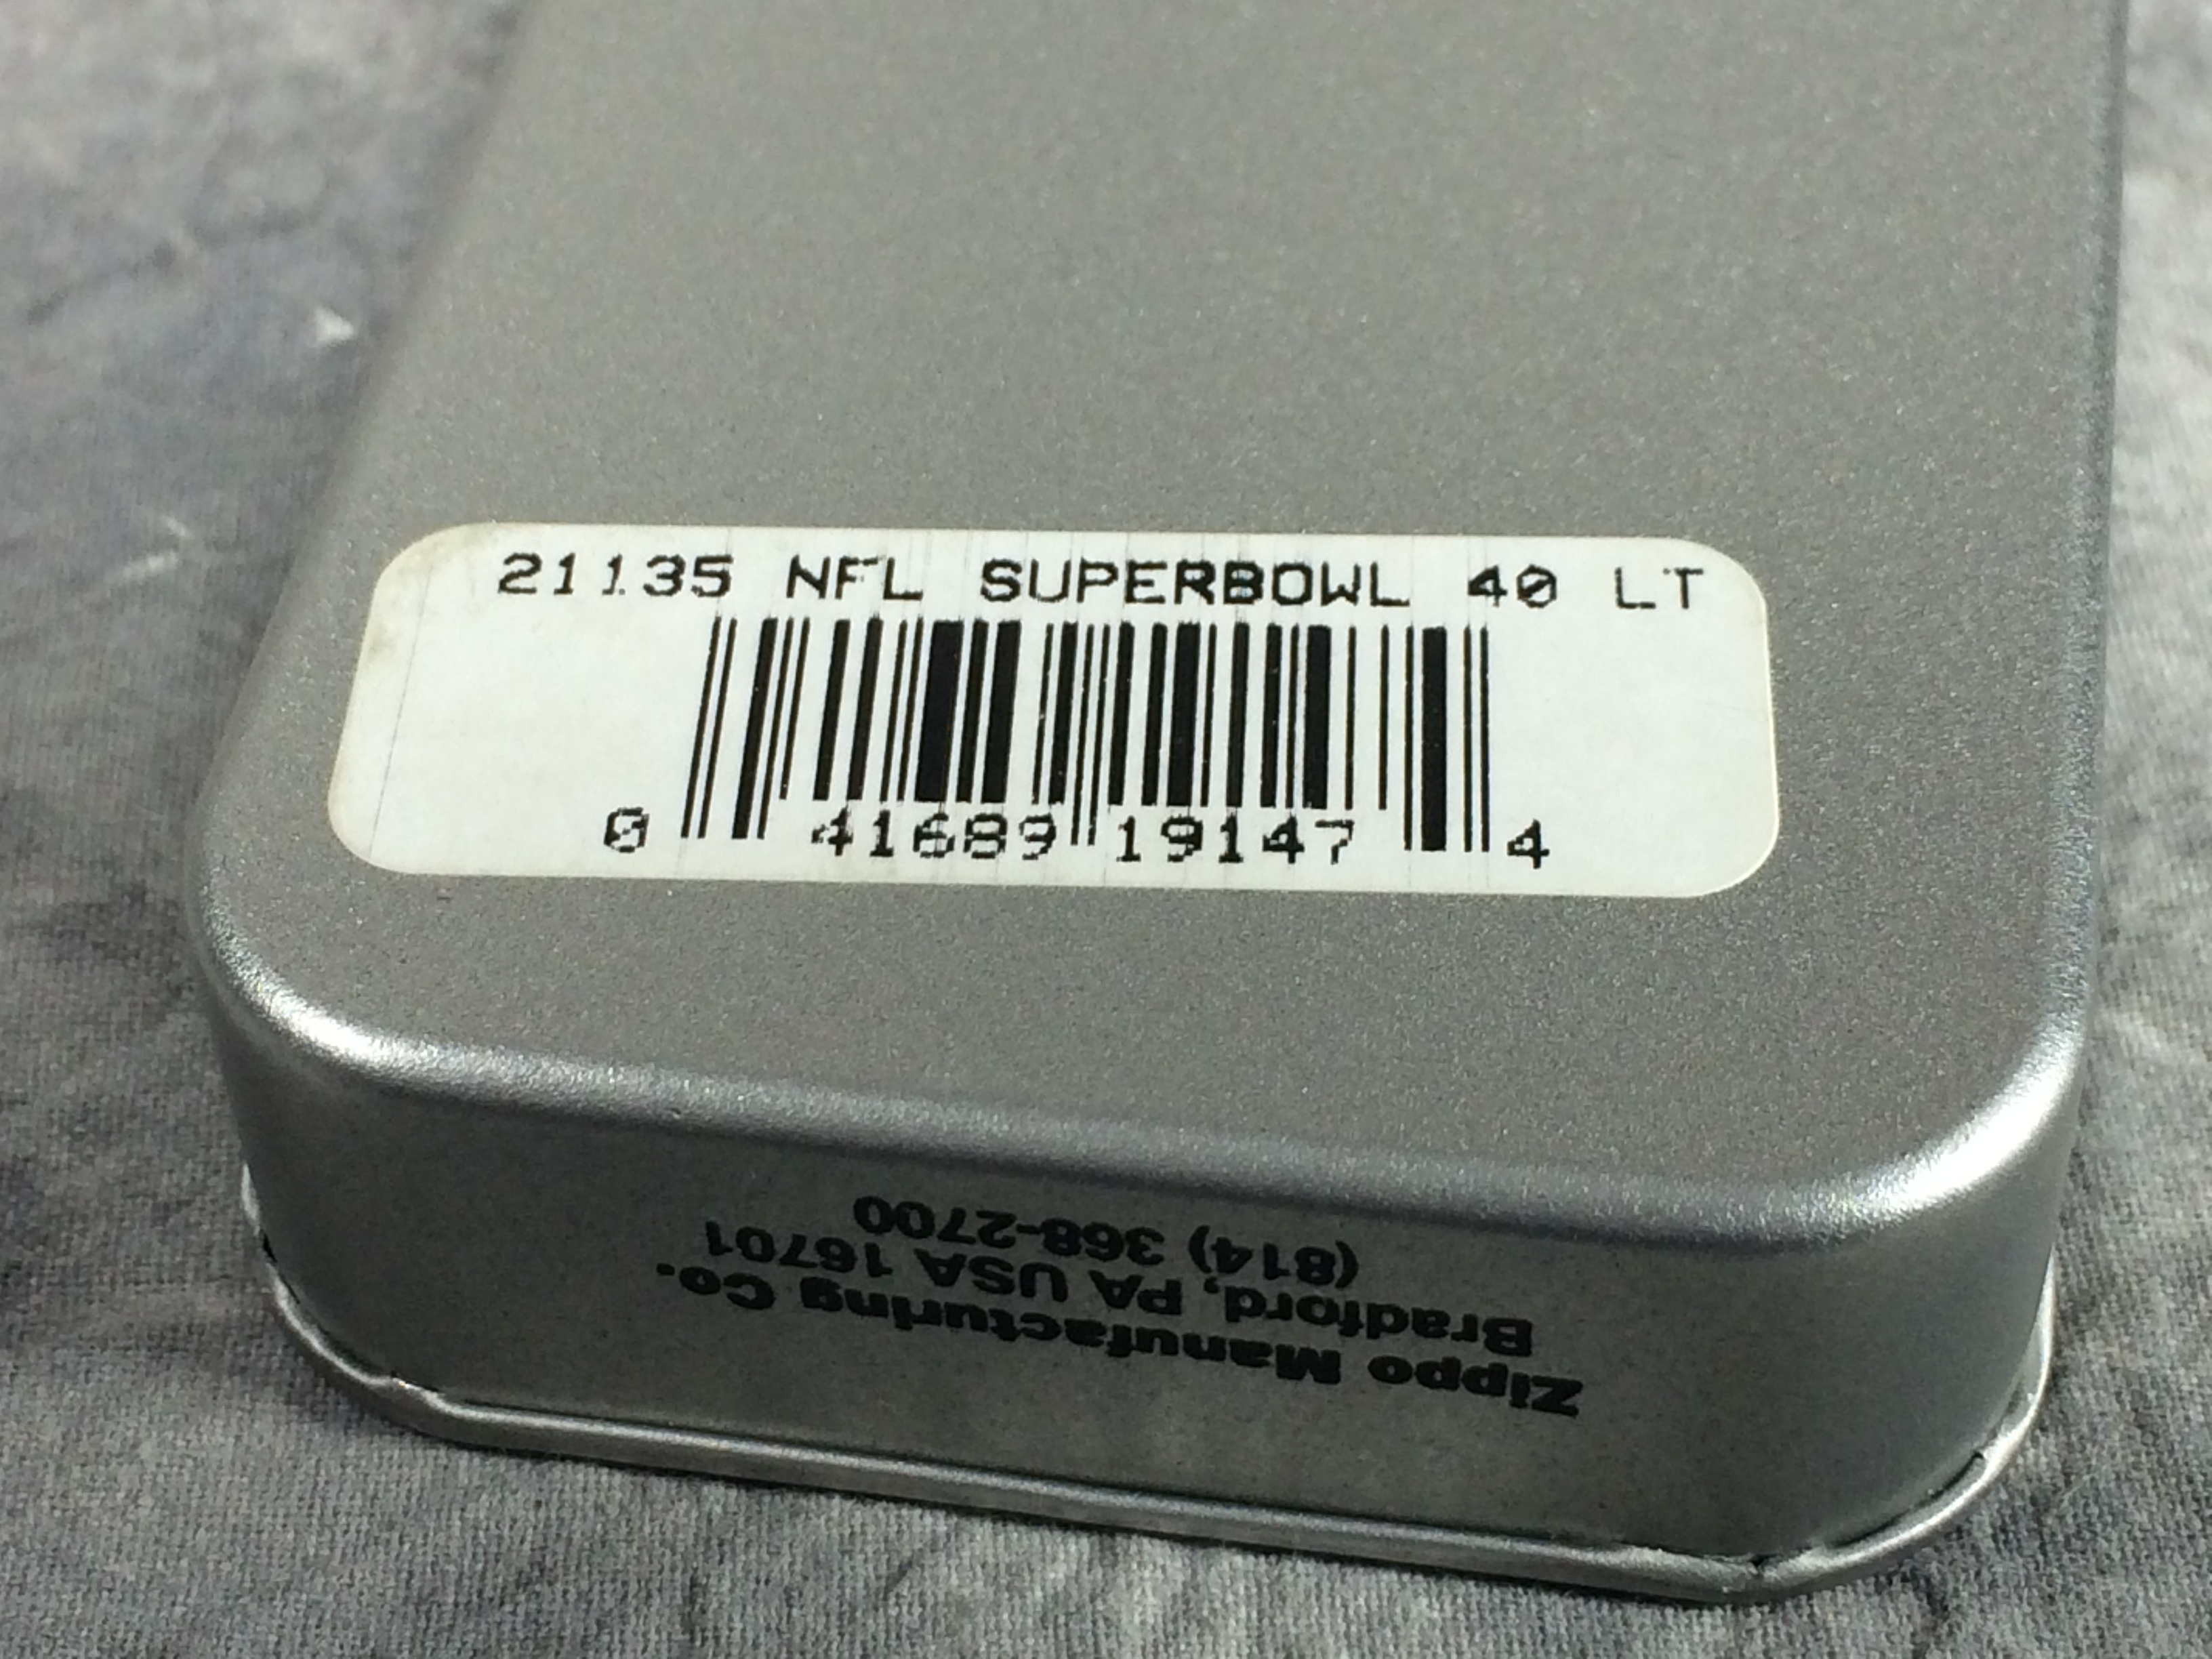 21135 NFL SUPERBOWL 40 LT
0 41689 19147 4
Zippo Manufacturing Co.
Bradford, PA USA 16701
(814) 368-2700